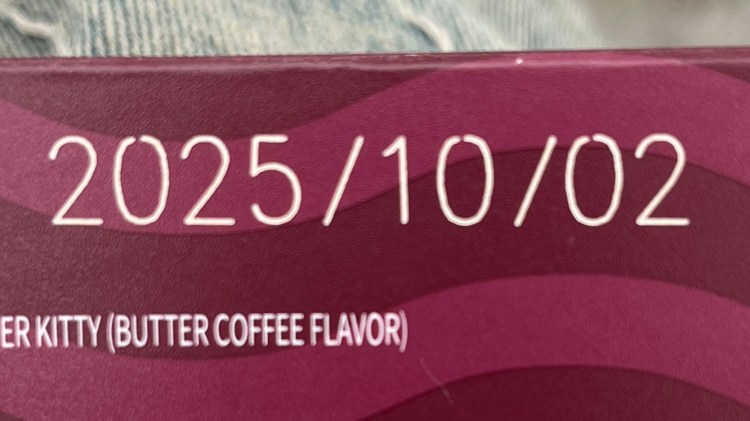 2025/10/02
ER KITTY (BUTTER COFFEE FLAVOR)